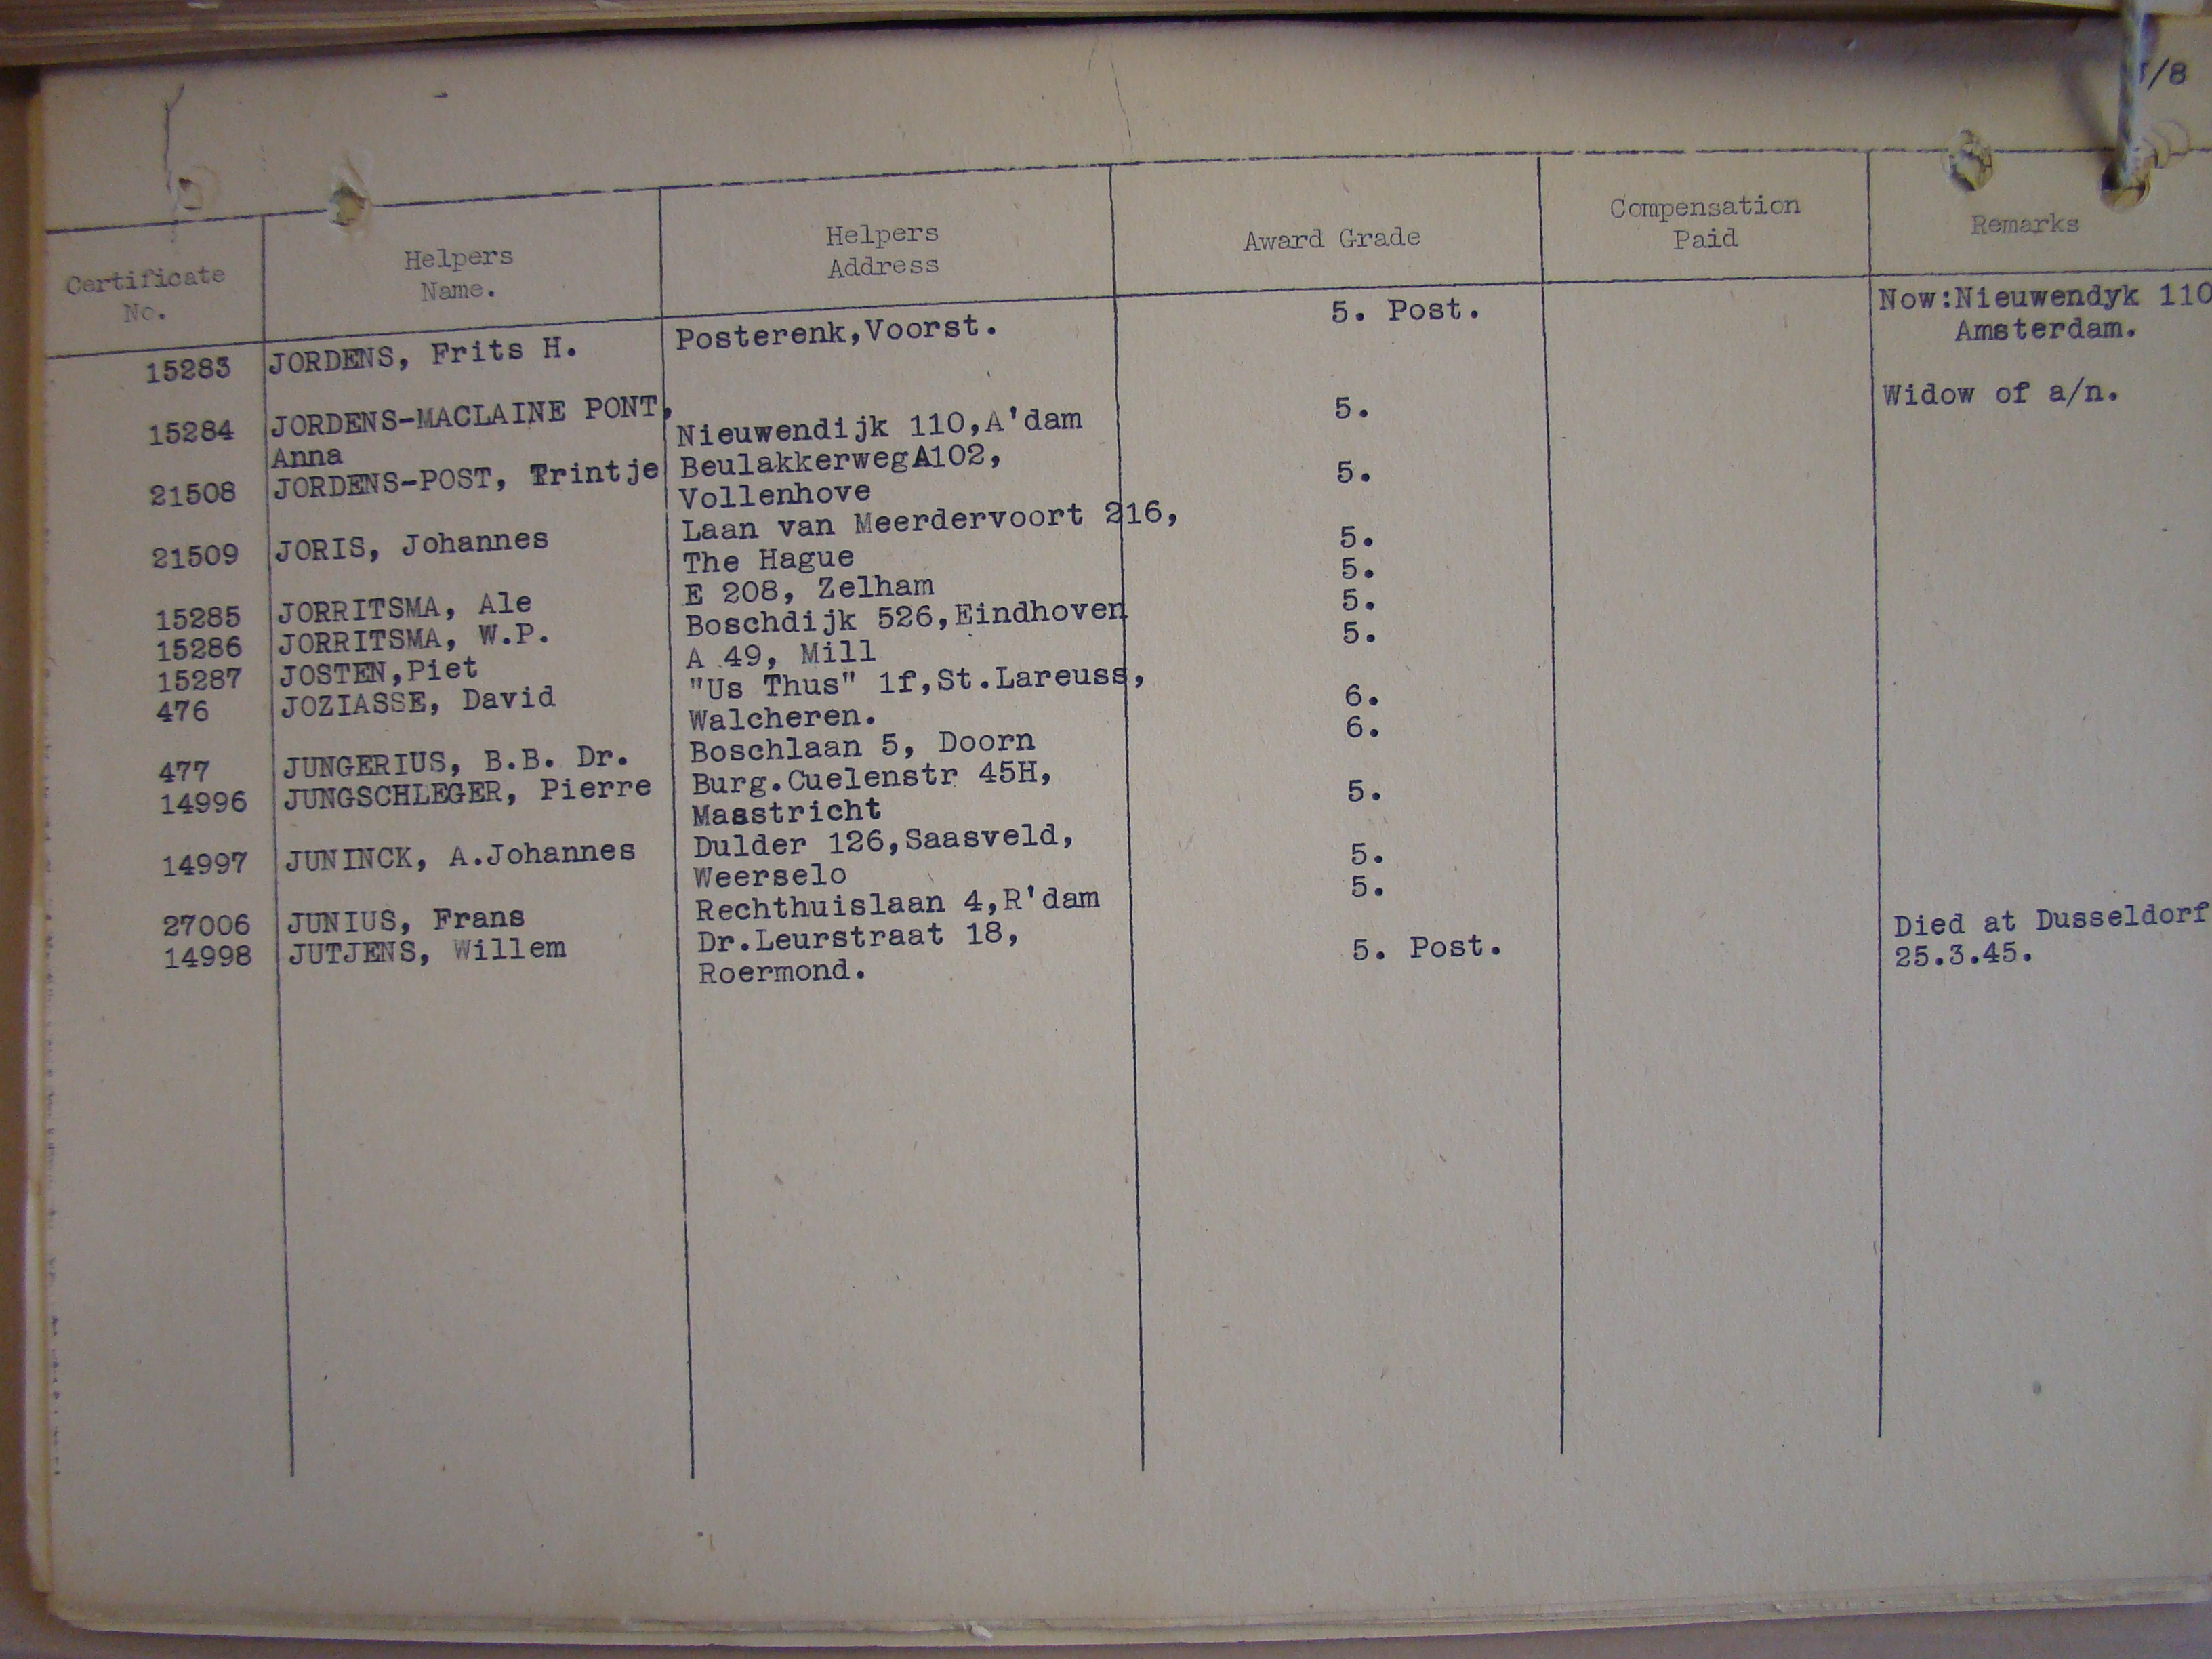 /8
Certificate No. Helpers Name. Helpers Address Award Grade Compensation Paid Remarks
15283 JORDENS, Frits H. Posterenk,Voorst. 5. Post. Now:Nieuwendyk 110
Amsterdam.
15284 JORDENS-MACLAINE PONT, Nieuwendijk 110,A'dam 5. Widow of a/n.
Anna
21508 JORDENS-POST, Trintje BeulakkerwegA102, 5.
Vollenhove
21509 JORIS, Johannes Laan van Meerdervoort 216, 5.
The Hague
15285 JORRITSMA, Ale E 208, Zelham 5.
15286 JORRITSMA, W.P. Boschdijk 526,Eindhoven 5.
15287 JOSTEN,Piet A 49, Mill 5.
476 JOZIASSE, David "Us Thus" 1f,St.Lareuss, 6.
Walcheren.
477 JUNGERIUS, B.B. Dr. Boschlaan 5, Doorn 6.
14996 JUNGSCHLEGER, Pierre Burg.Cuelenstr 45H, 5.
Maastricht
14997 JUNINCK, A.Johannes Dulder 126,Saasveld, 5.
Weerselo
27006 JUNIUS, Frans Rechthuislaan 4,R'dam 5.
14998 JUTJENS, Willem Dr.Leurstraat 18, 5. Post. Died at Dusseldorf
Roermond. 25.3.45.